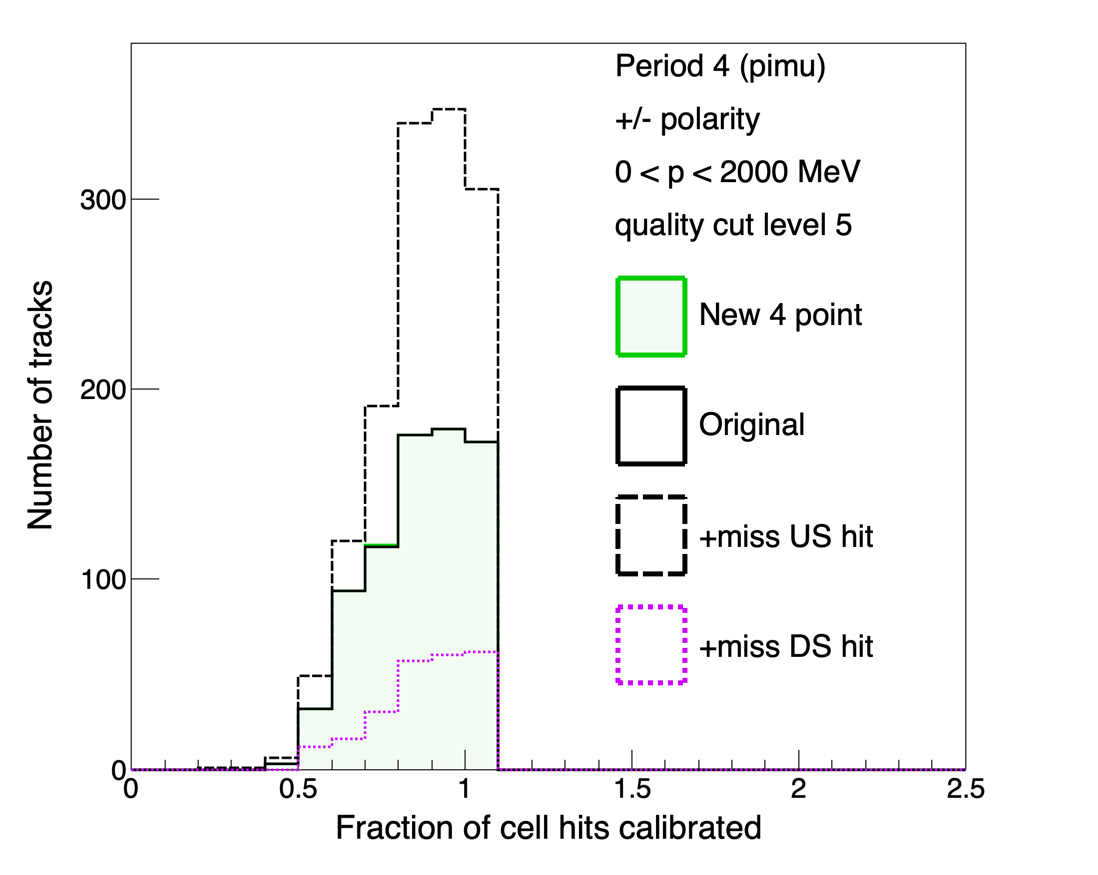 Period 4 (pimu)
+/- polarity
0 < p < 2000 MeV
quality cut level 5
New 4 point
Original
+miss US hit
+miss DS hit
Number of tracks
300
200
100
0
0
0.5
1
1.5
2
2.5
Fraction of cell hits calibrated